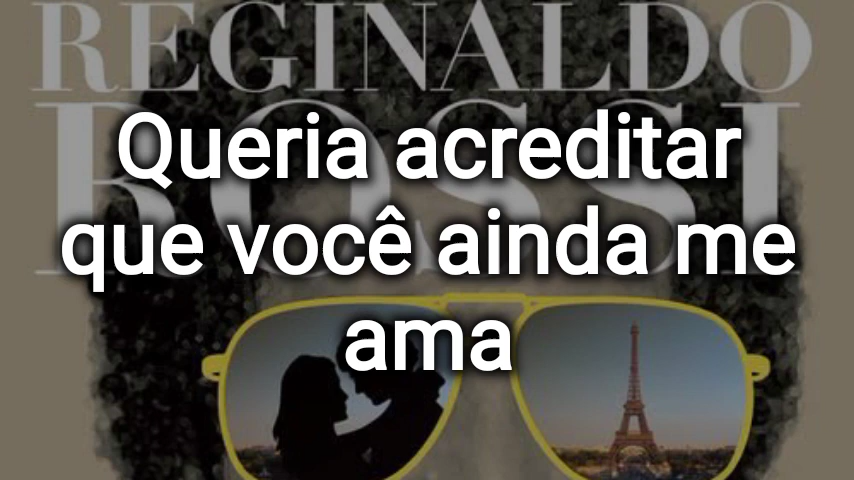 REGINALDO
ROSSI
Queria acreditar
que você ainda me
ama